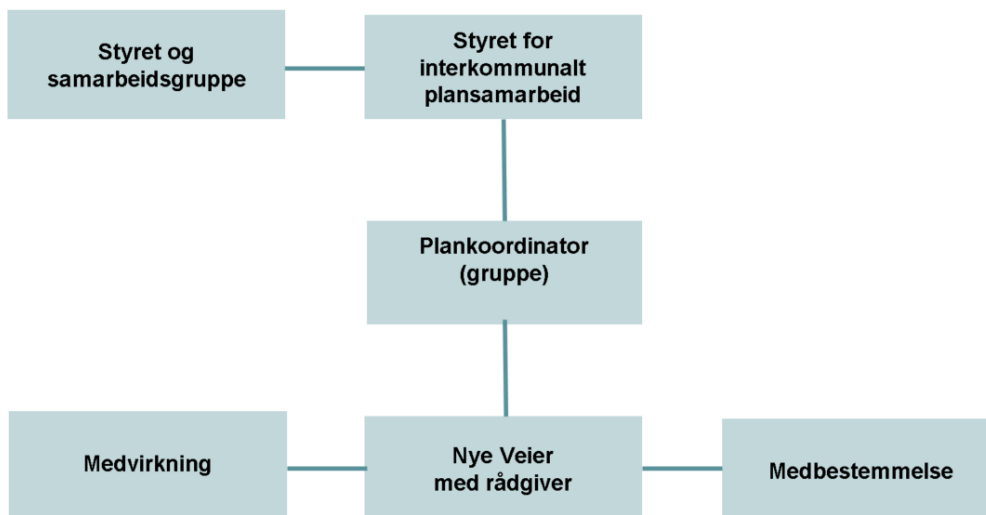 Styret og
samarbeidsgruppe
Styret for
interkommunalt
plansamarbeid
Plankoordinator
(gruppe)
Medvirkning
Nye Veier
med rådgiver
Medbestemmelse